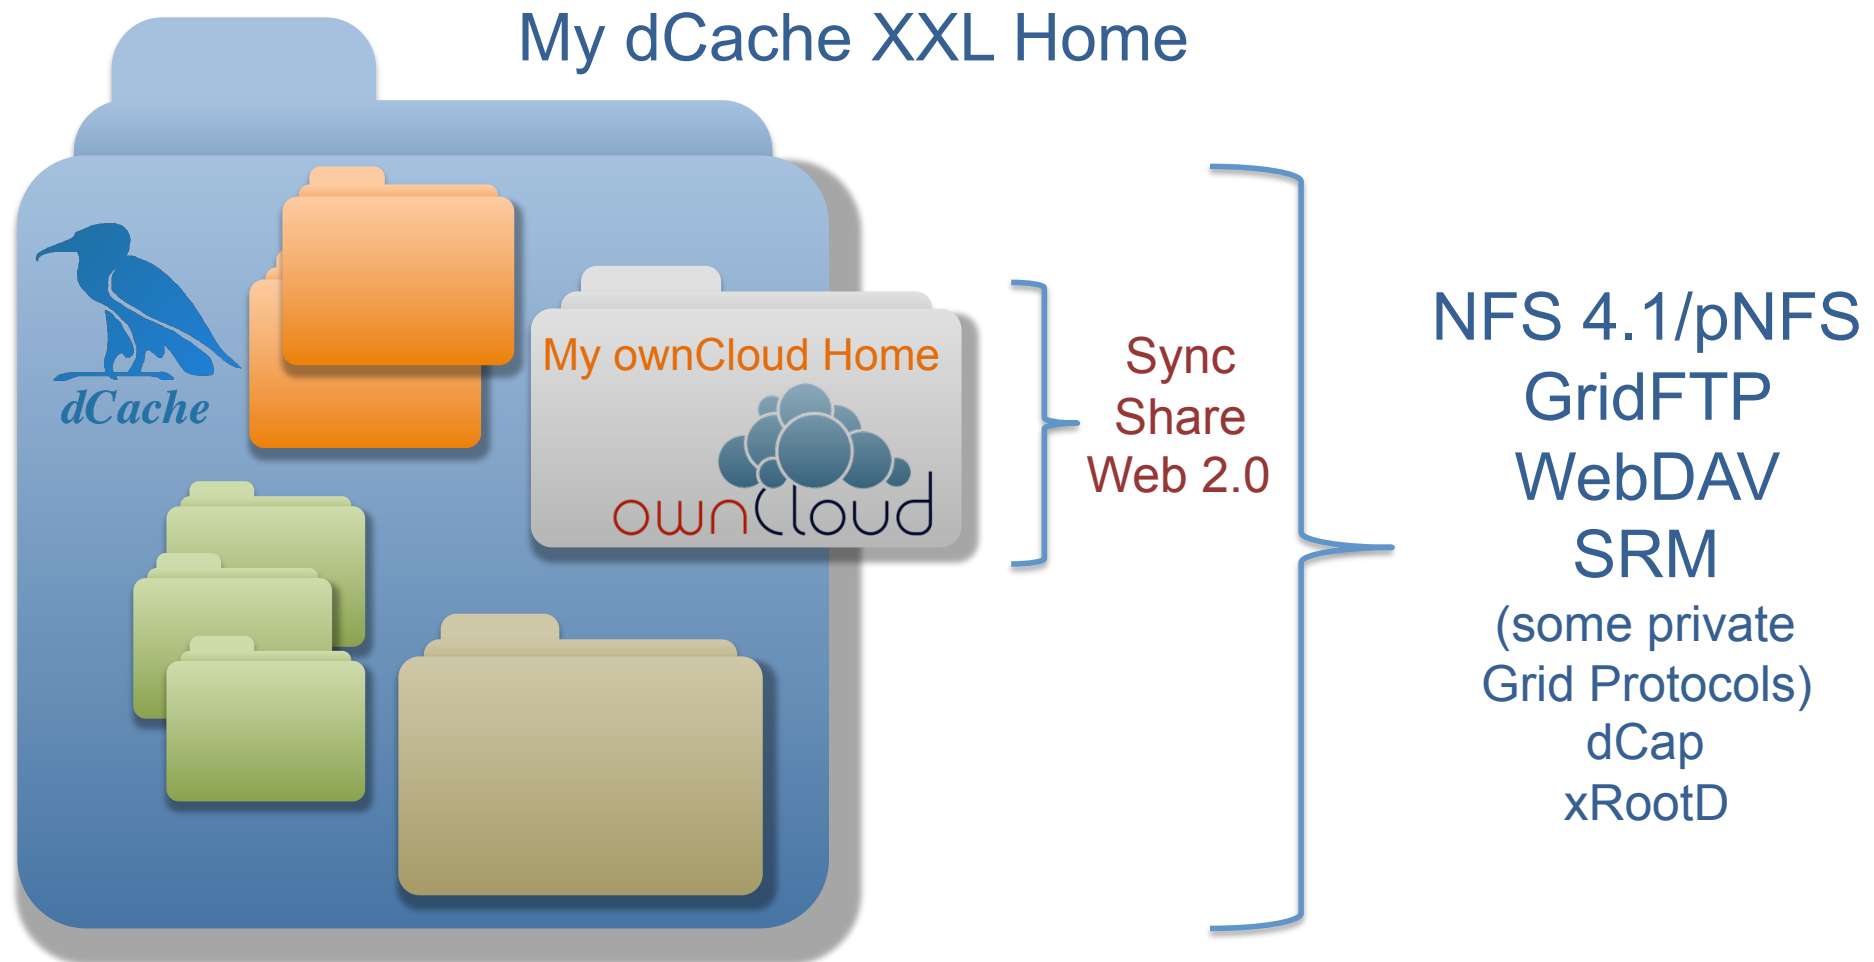 My dCache XXL Home
dCache
My ownCloud Home
ownCloud
Sync
Share
Web 2.0
NFS 4.1/pNFS
GridFTP
WebDAV
SRM
(some private
Grid Protocols)
dCap
xRootD